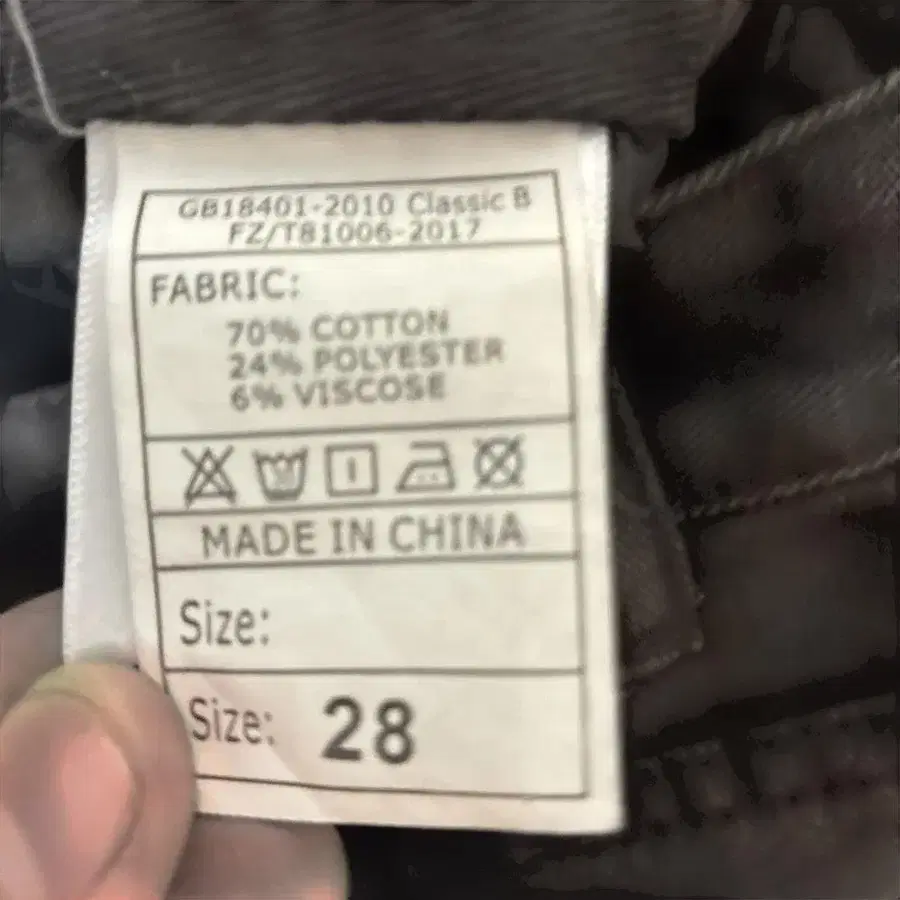 GB18401-2010 Classic B
FZ/T81006-2017
FABRIC:
70% COTTON
24% POLYESTER
6% VISCOSE
MADE IN CHINA
Size:
Size: 28